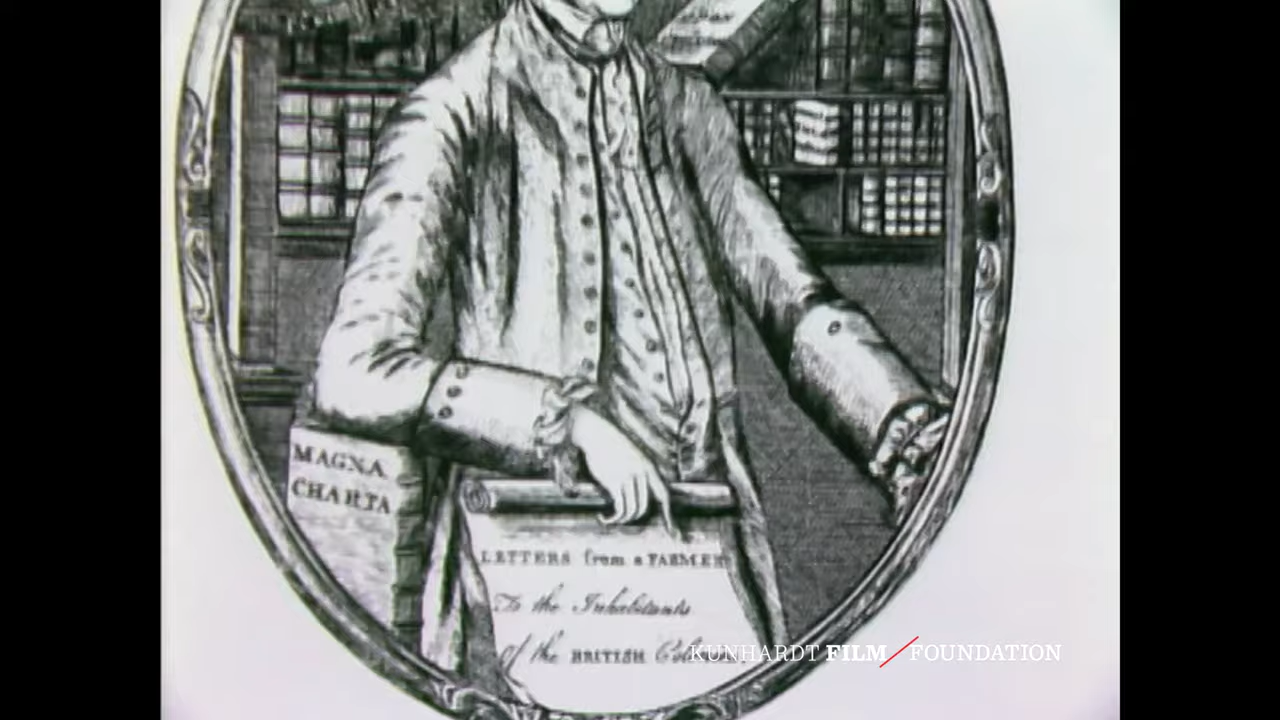 MAGNA
CHARTA
LETTERS from a FARMER
To the Inhabitants
of the BRITISH
KUNHARDT FILM FOUNDATION